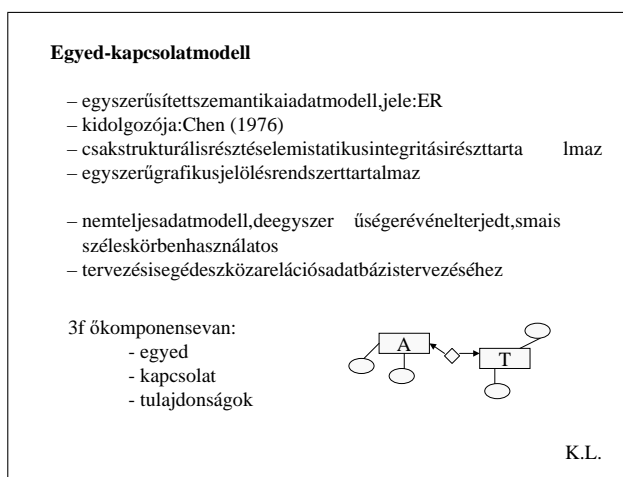 Egyed-kapcsolatmodell
– egyszerűsítettszemantikaiadatmodell,jele:ER
– kidolgozója:Chen (1976)
– csakstrukturálisrésztéselemistatikusintegritásirészttarta lmaz
– egyszerűgrafikusjelölésrendszerttartalmaz
– nemteljesadatmodell,deegyszer űségerévénelterjedt,smais
széleskörbenhasználatos
– tervezésisegédeszközarelációsadatbázistervezéséhez
3f őkomponensevan:
- egyed
- kapcsolat
- tulajdonságok
A
T
K.L.